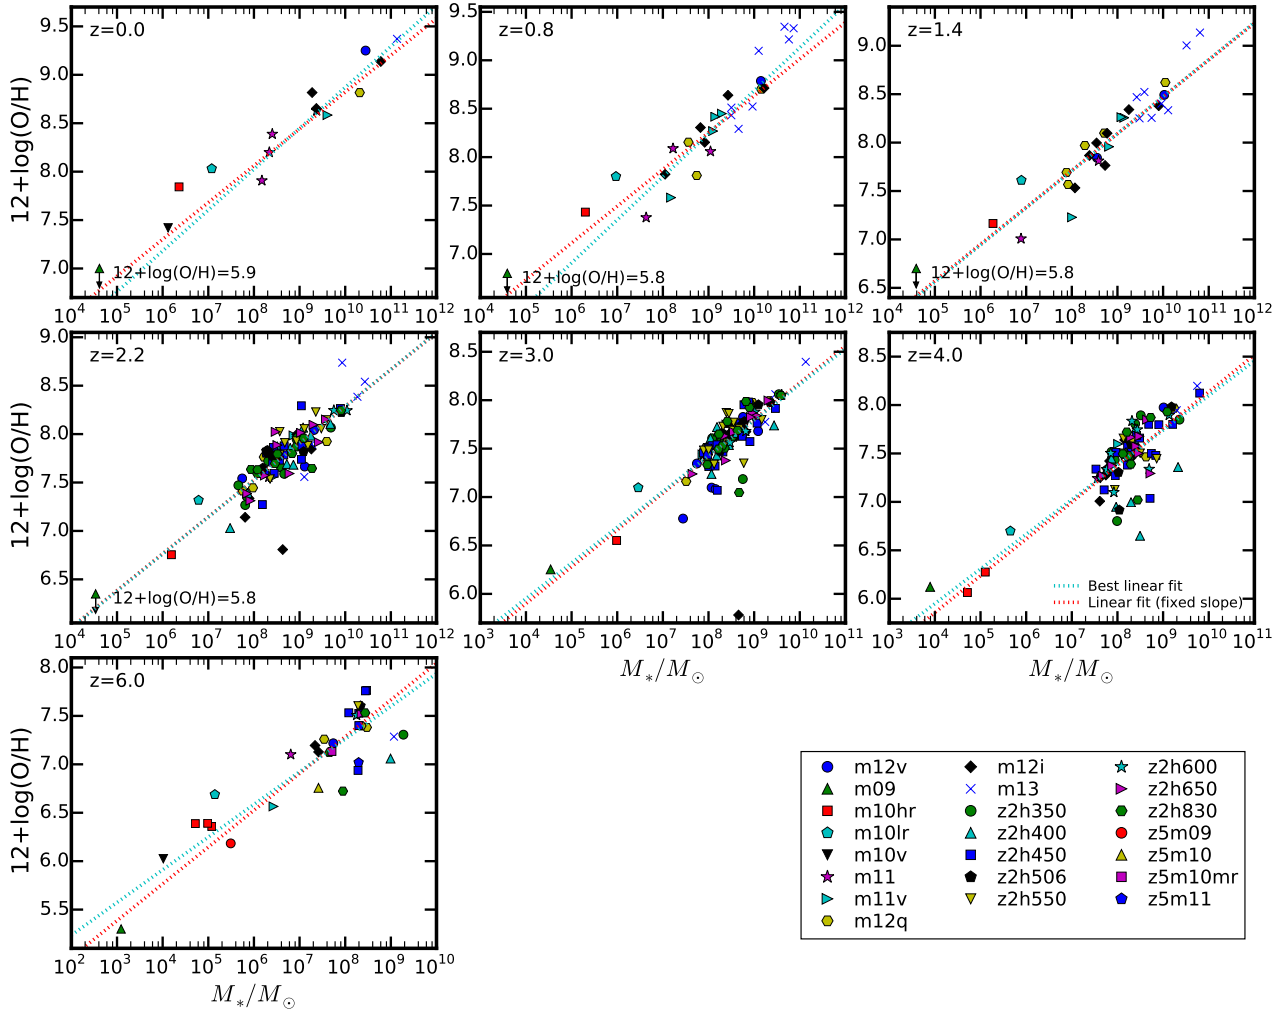 z=0.0
12+log(O/H)=5.9
12+log(O/H)
9.5
9.0
8.5
8.0
7.5
7.0
10^4 10^5 10^6 10^7 10^8 10^9 10^10 10^11 10^12
z=0.8
12+log(O/H)=5.8
9.5
9.0
8.5
8.0
7.5
7.0
10^4 10^5 10^6 10^7 10^8 10^9 10^10 10^11 10^12
z=1.4
12+log(O/H)=5.8
9.0
8.5
8.0
7.5
7.0
6.5
10^4 10^5 10^6 10^7 10^8 10^9 10^10 10^11 10^12
z=2.2
12+log(O/H)=5.8
12+log(O/H)
9.0
8.5
8.0
7.5
7.0
6.5
10^4 10^5 10^6 10^7 10^8 10^9 10^10 10^11 10^12
z=3.0
8.5
8.0
7.5
7.0
6.5
6.0
10^3 10^4 10^5 10^6 10^7 10^8 10^9 10^10 10^11
M_*/M_⊙
z=4.0
8.5
8.0
7.5
7.0
6.5
6.0
Best linear fit
Linear fit (fixed slope)
10^3 10^4 10^5 10^6 10^7 10^8 10^9 10^10 10^11
M_*/M_⊙
z=6.0
12+log(O/H)
8.0
7.5
7.0
6.5
6.0
5.5
10^2 10^3 10^4 10^5 10^6 10^7 10^8 10^9 10^10
M_*/M_⊙
m12v
m09
m10hr
m10lr
m10v
m11
m11v
m12q
m12i
m13
z2h350
z2h400
z2h450
z2h506
z2h550
z2h600
z2h650
z2h830
z5m09
z5m10
z5m10mr
z5m11